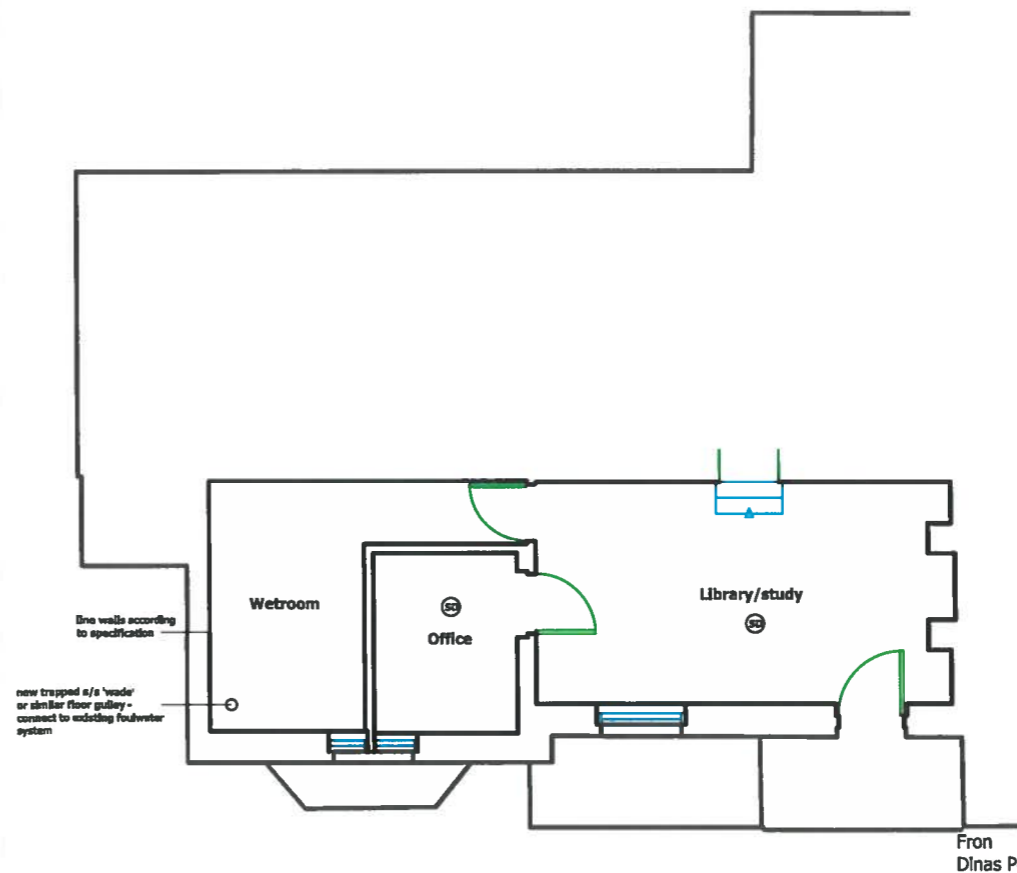 Library/study
SD
SD
Office
Wetroom
line walls according
to specification
new trapped s/s 'wade'
or similar floor gulley -
connect to existing foulwater
system
Fron
Dinas P